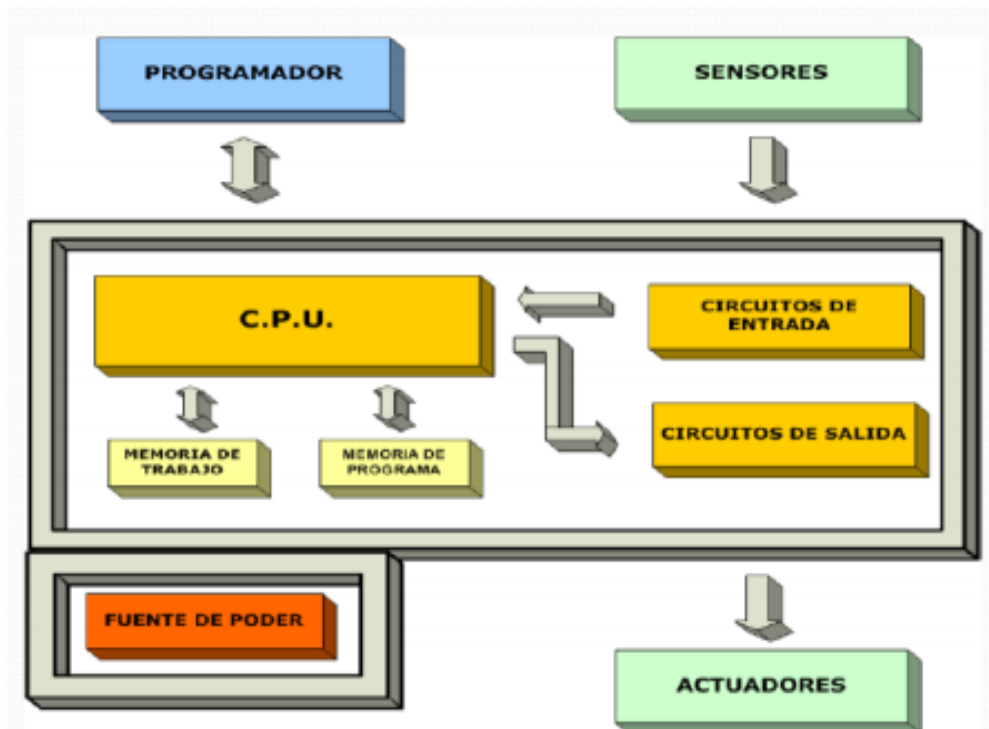 PROGRAMADOR
SENSORES
C.P.U.
CIRCUITOS DE
ENTRADA
CIRCUITOS DE SALIDA
MEMORIA DE
TRABAJO
MEMORIA DE
PROGRAMA
FUENTE DE PODER
ACTUADORES